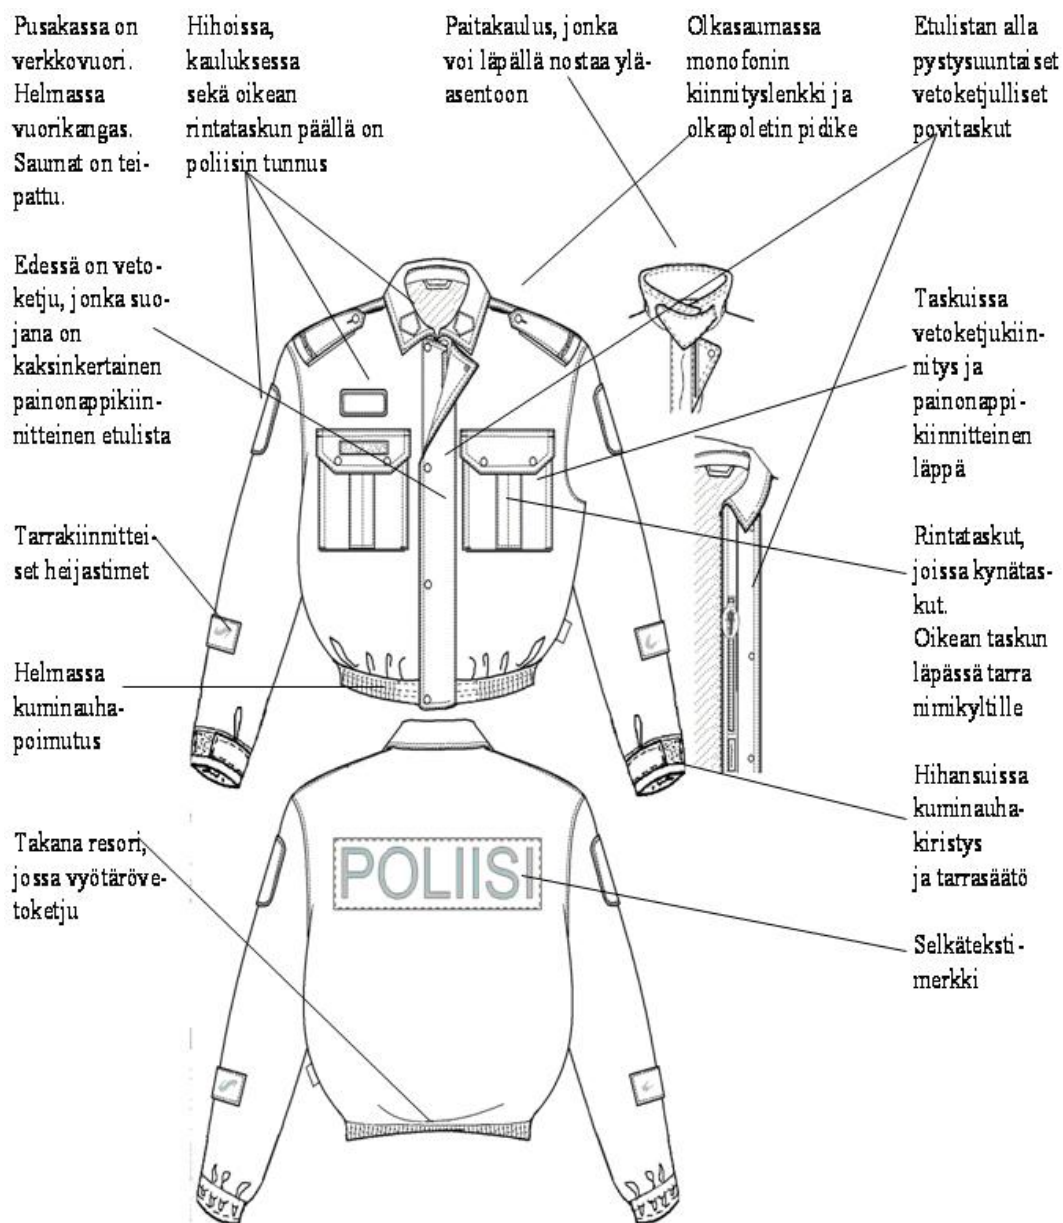 Pusakassa on
verkkovuori.
Helmassa
vuorikangas.
Saumat on tei-
pattu.
Hihoissa,
kauluksessa
sekä oikean
rintataskun päällä on
poliisin tunnus
Paitakaulus, jonka
voi läpällä nostaa ylä-
asentoon
Olkasaumassa
monofonin
kiinnityslenkki ja
olkapoletin pidike
Etulistan alla
pystysuuntaiset
vetoketjulliset
povitaskut
Edessä on veto-
ketju, jonka suo-
jana on
kaksinkertainen
painonappikiin-
nitteinen etulista
Taskuissa
vetoketjukiin-
nitys ja
painonappi-
kiinnitteinen
läppä
Tarrakiinnittei-
set heijastimet
Rintataskut,
joissa kynätas-
kut.
Oikean taskun
läpässä tarra
nimikyltille
Helmassa
kuminauha-
poimutus
Hihansuissa
kuminauha-
kiristys
ja tarrasäätö
Takana resori,
jossa vyötäröve-
toketju
POLIISI
Selkäteksti-
merkki